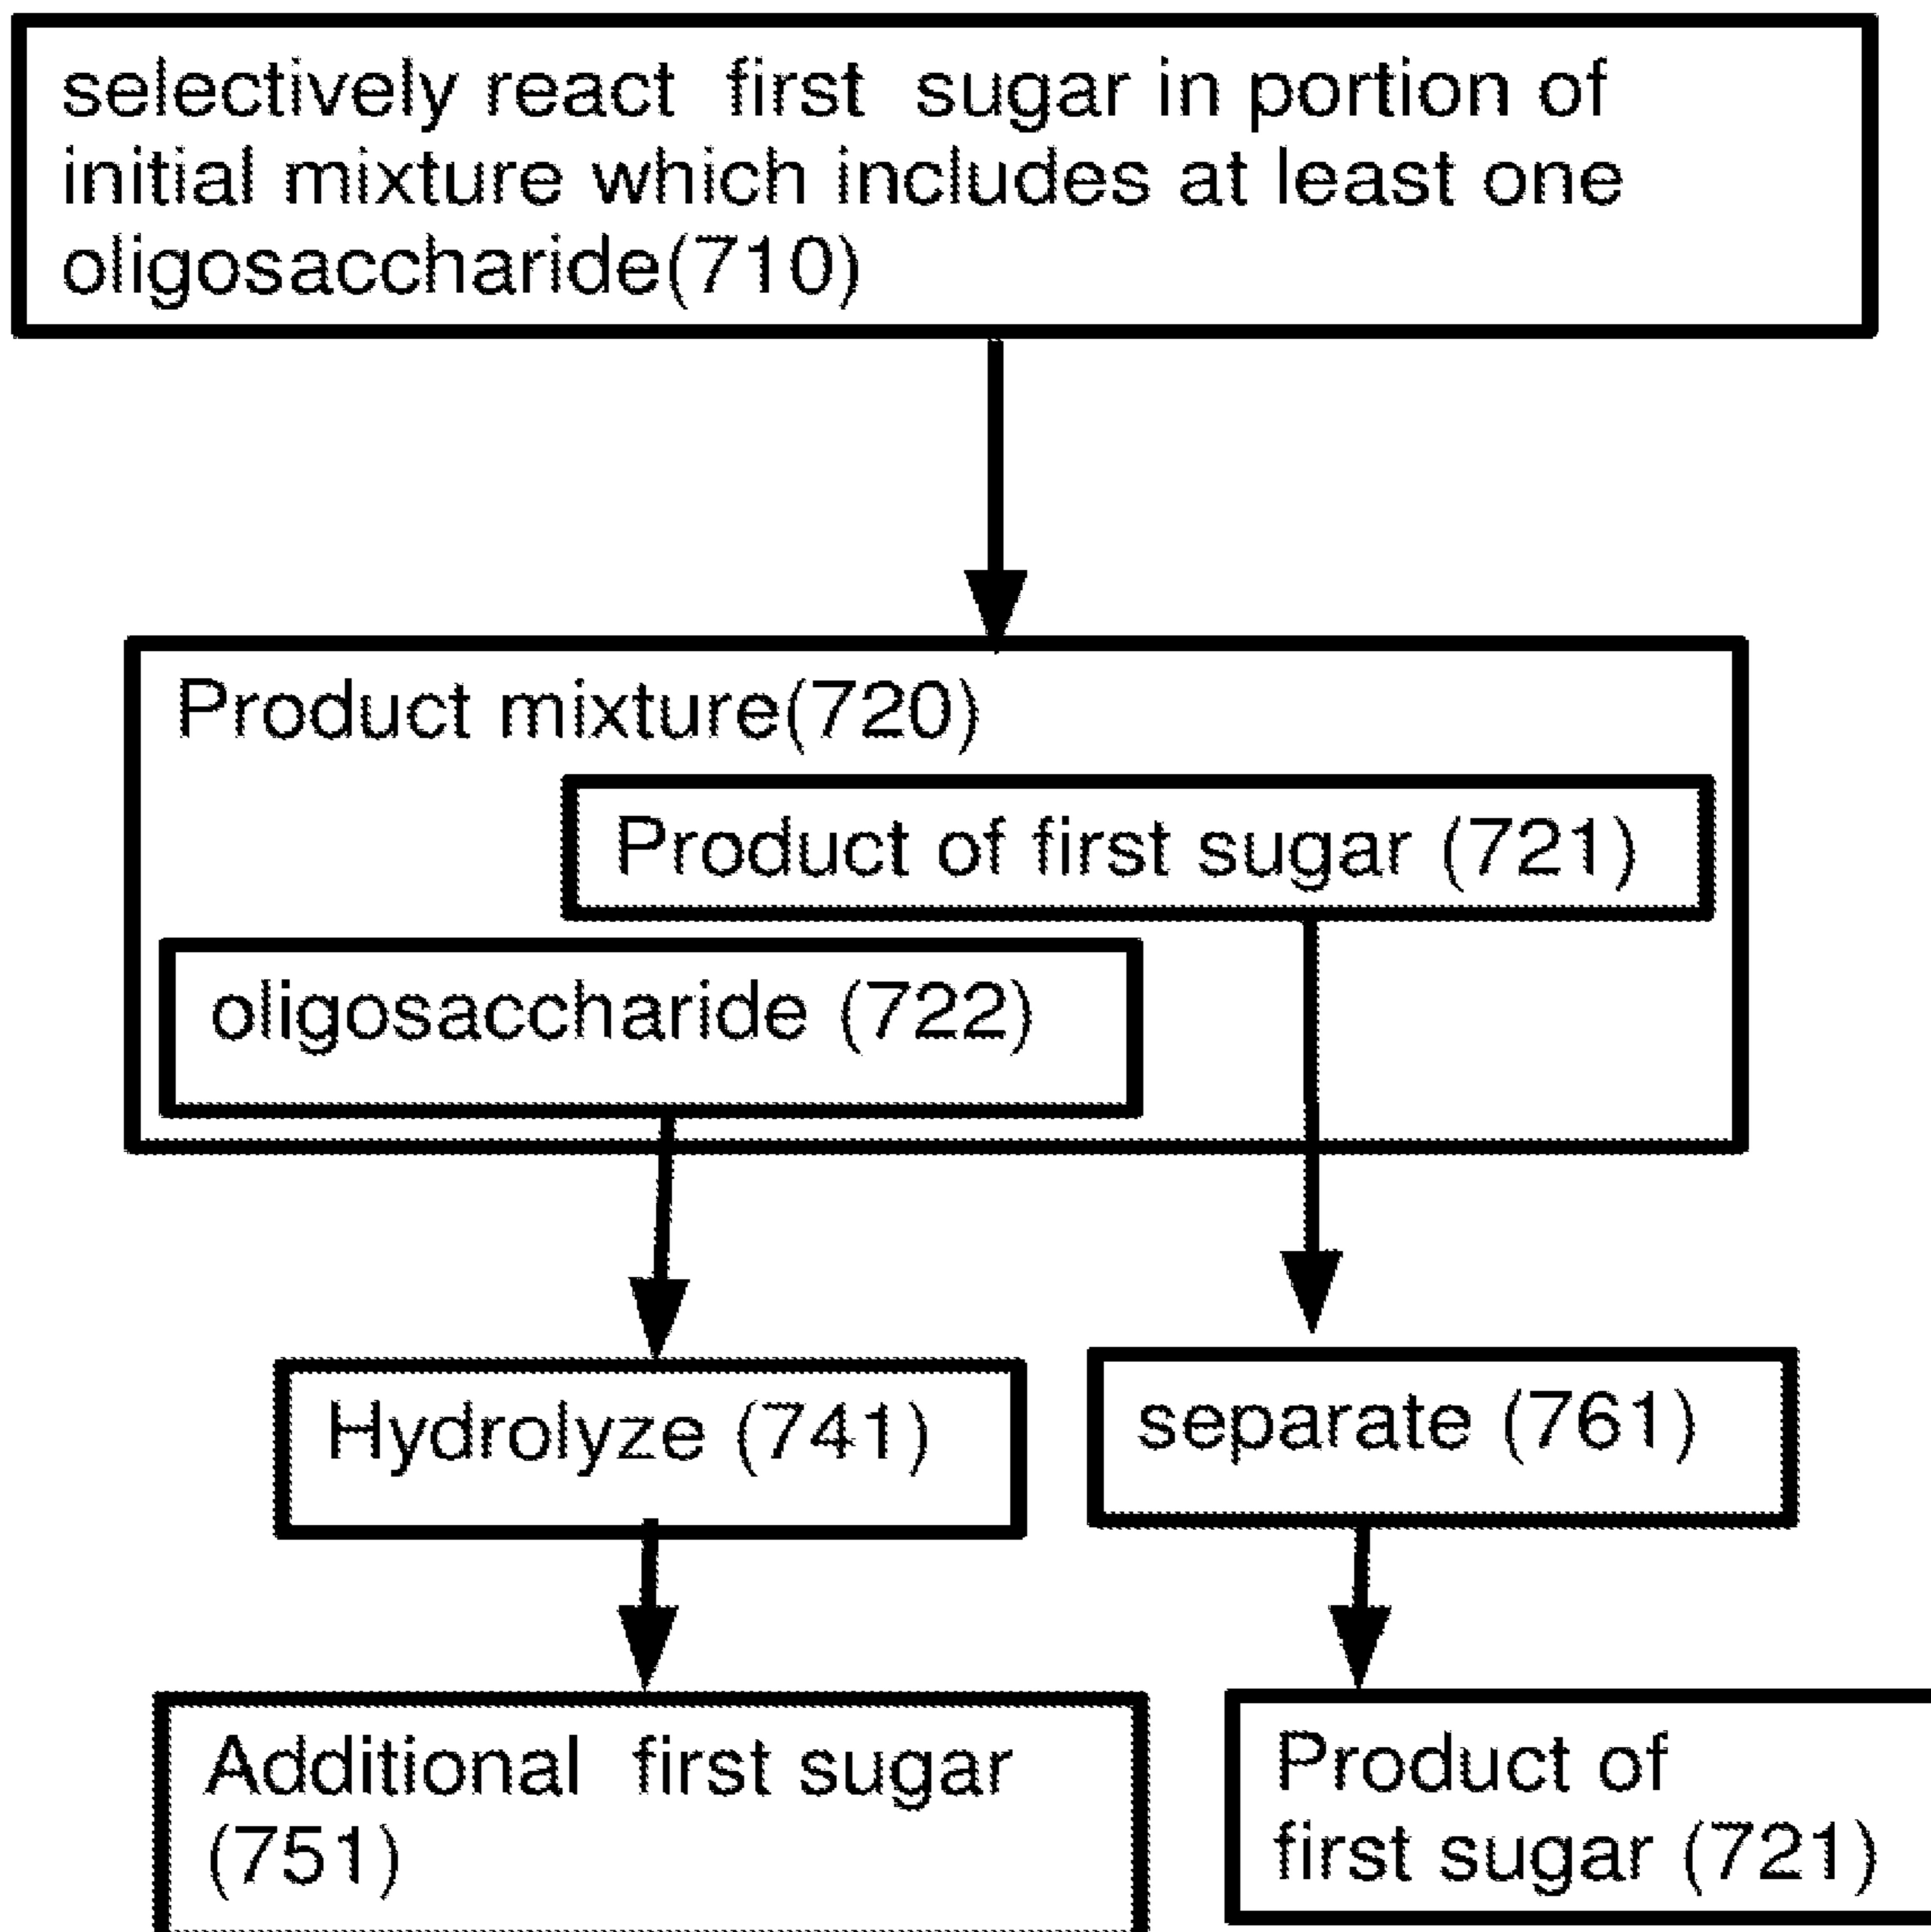 selectively react first sugar in portion of
initial mixture which includes at least one
oligosaccharide(710)
Product mixture(720)
Product of first sugar (721)
oligosaccharide (722)
Hydrolyze (741)
separate (761)
Additional first sugar
(751)
Product of
first sugar (721)